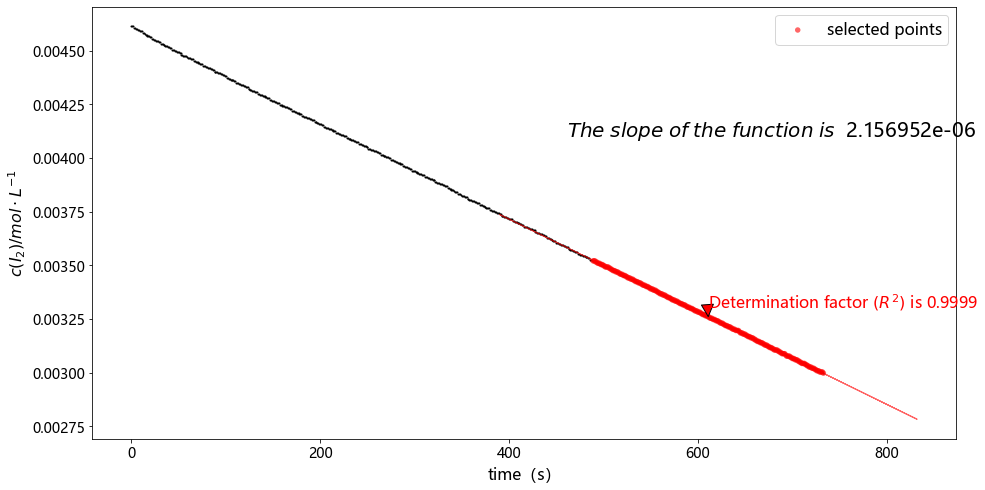 selected points
0.00450
0.00425
The slope of the function is 2.156952e-06
0.00400
0.00375
c(I₂)/mol · L⁻¹
0.00350
Determination factor (R²) is 0.9999
0.00325
0.00300
0.00275
0 200 400 600 800
time（s）